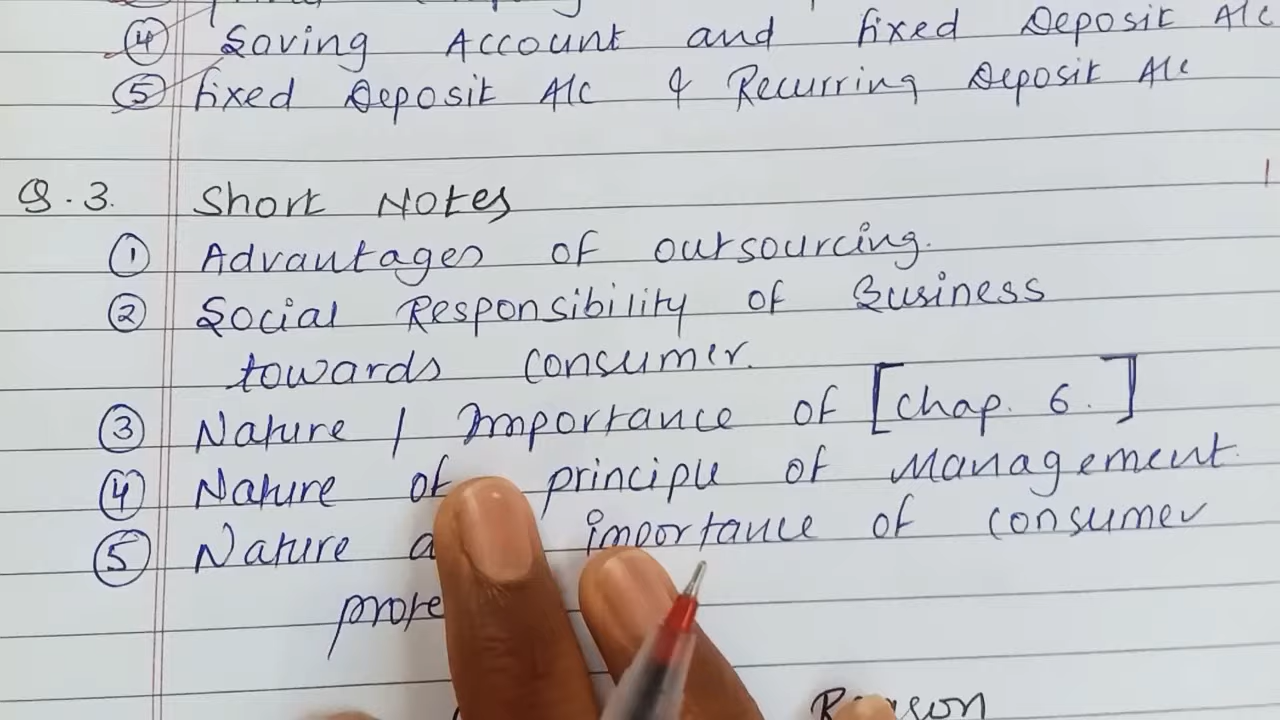 ④ Saving Account and fixed Deposit A/c
⑤ fixed Deposit A/c & Recurring Deposit A/c
Q.3. Short Notes
① Advantages of outsourcing.
② Social Responsibility of Business
towards consumer.
③ Nature / Importance of [chap. 6.]
④ Nature of principle of Management.
⑤ Nature importance of consumer